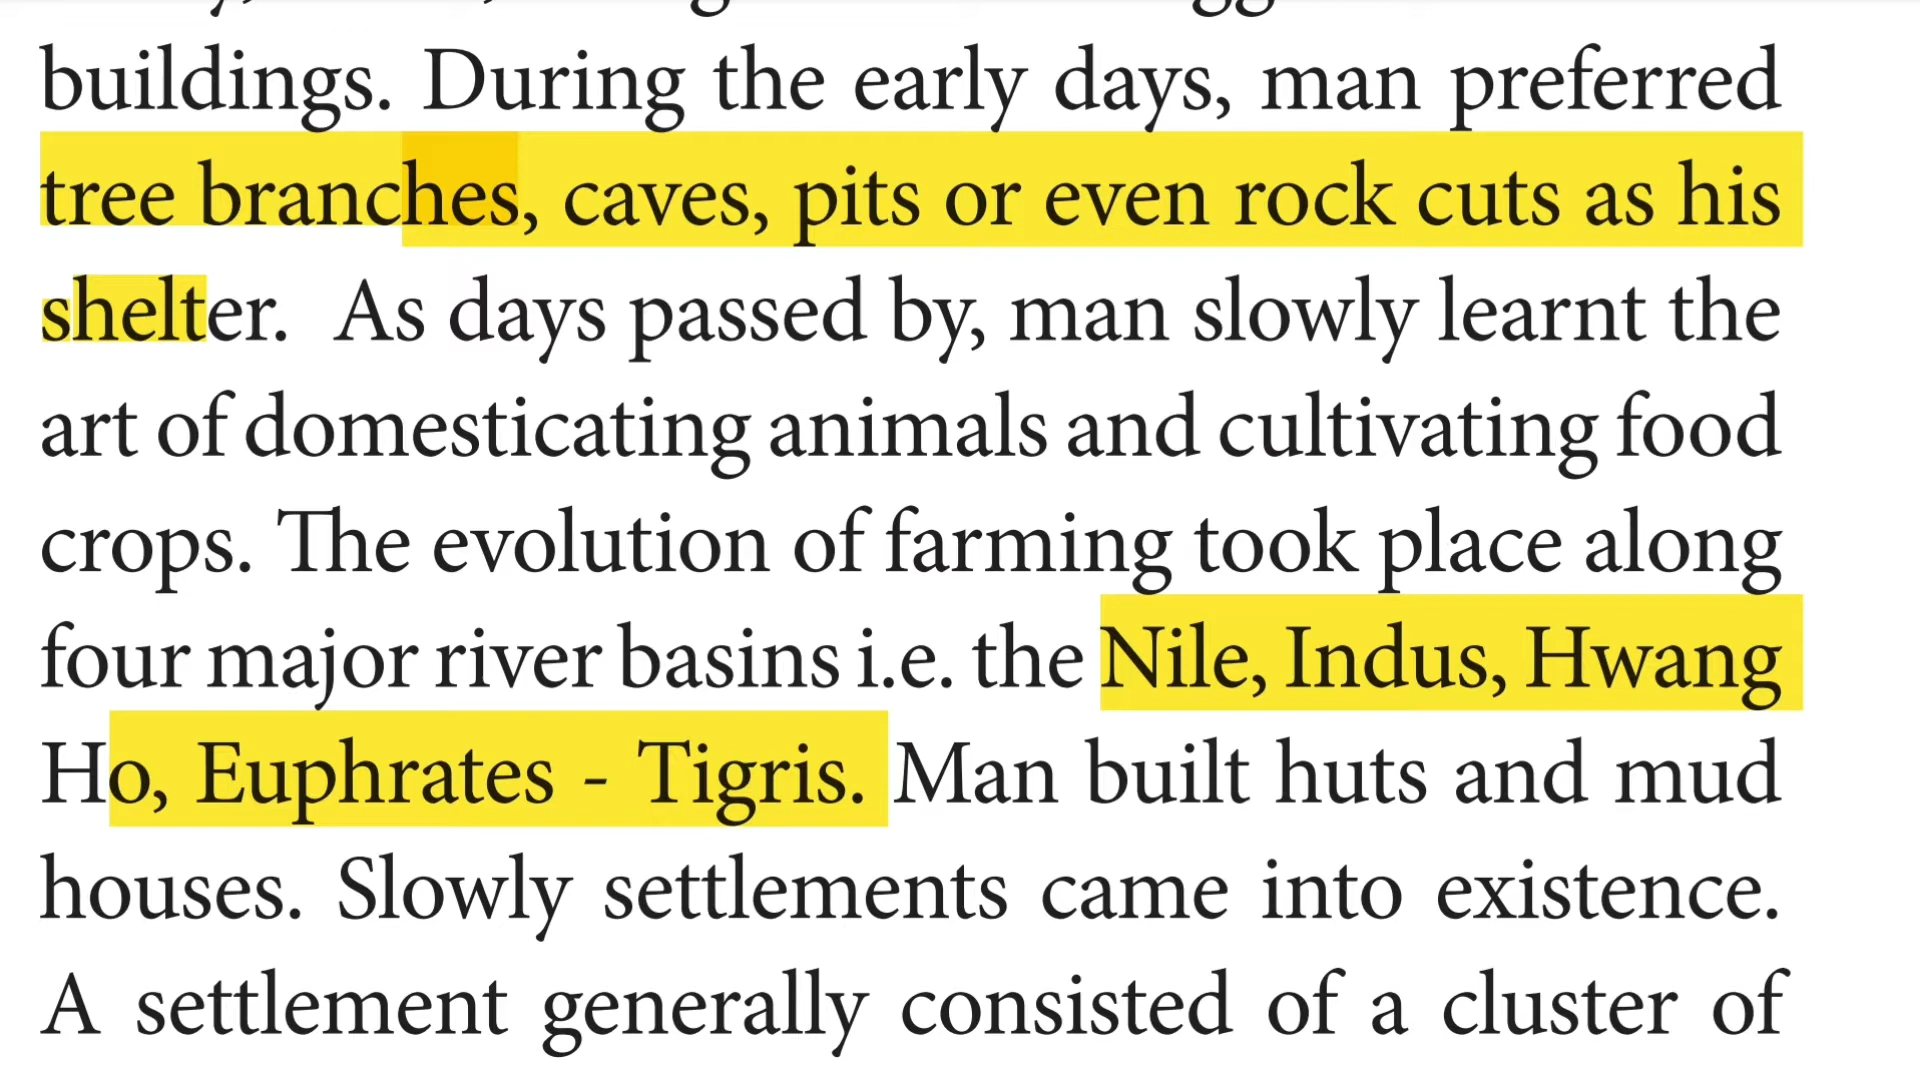 buildings. During the early days, man preferred
tree branches, caves, pits or even rock cuts as his
shelter. As days passed by, man slowly learnt the
art of domesticating animals and cultivating food
crops. The evolution of farming took place along
four major river basins i.e. the Nile, Indus, Hwang
Ho, Euphrates - Tigris. Man built huts and mud
houses. Slowly settlements came into existence.
A settlement generally consisted of a cluster of